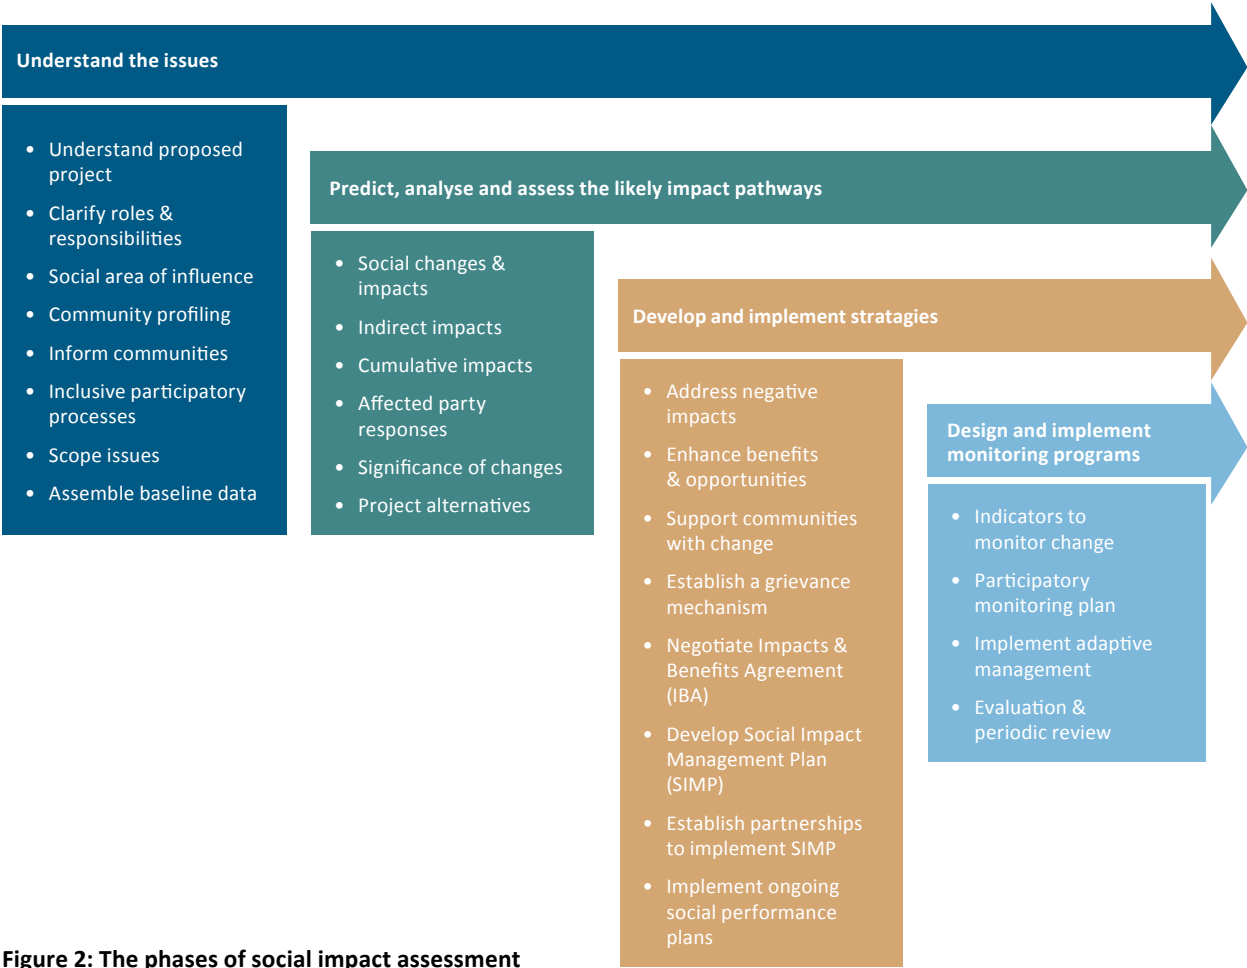 Understand the issues
• Understand proposed
project
• Clarify roles &
responsibilities
• Social area of influence
• Community profiling
• Inform communities
• Inclusive participatory
processes
• Scope issues
• Assemble baseline data
Predict, analyse and assess the likely impact pathways
• Social changes &
impacts
• Indirect impacts
• Cumulative impacts
• Affected party
responses
• Significance of changes
• Project alternatives
Develop and implement stratagies
• Address negative
impacts
• Enhance benefits
& opportunities
• Support communities
with change
• Establish a grievance
mechanism
• Negotiate Impacts &
Benefits Agreement
(IBA)
• Develop Social Impact
Management Plan
(SIMP)
• Establish partnerships
to implement SIMP
• Implement ongoing
social performance
plans
Design and implement
monitoring programs
• Indicators to
monitor change
• Participatory
monitoring plan
• Implement adaptive
management
• Evaluation &
periodic review
Figure 2: The phases of social impact assessment